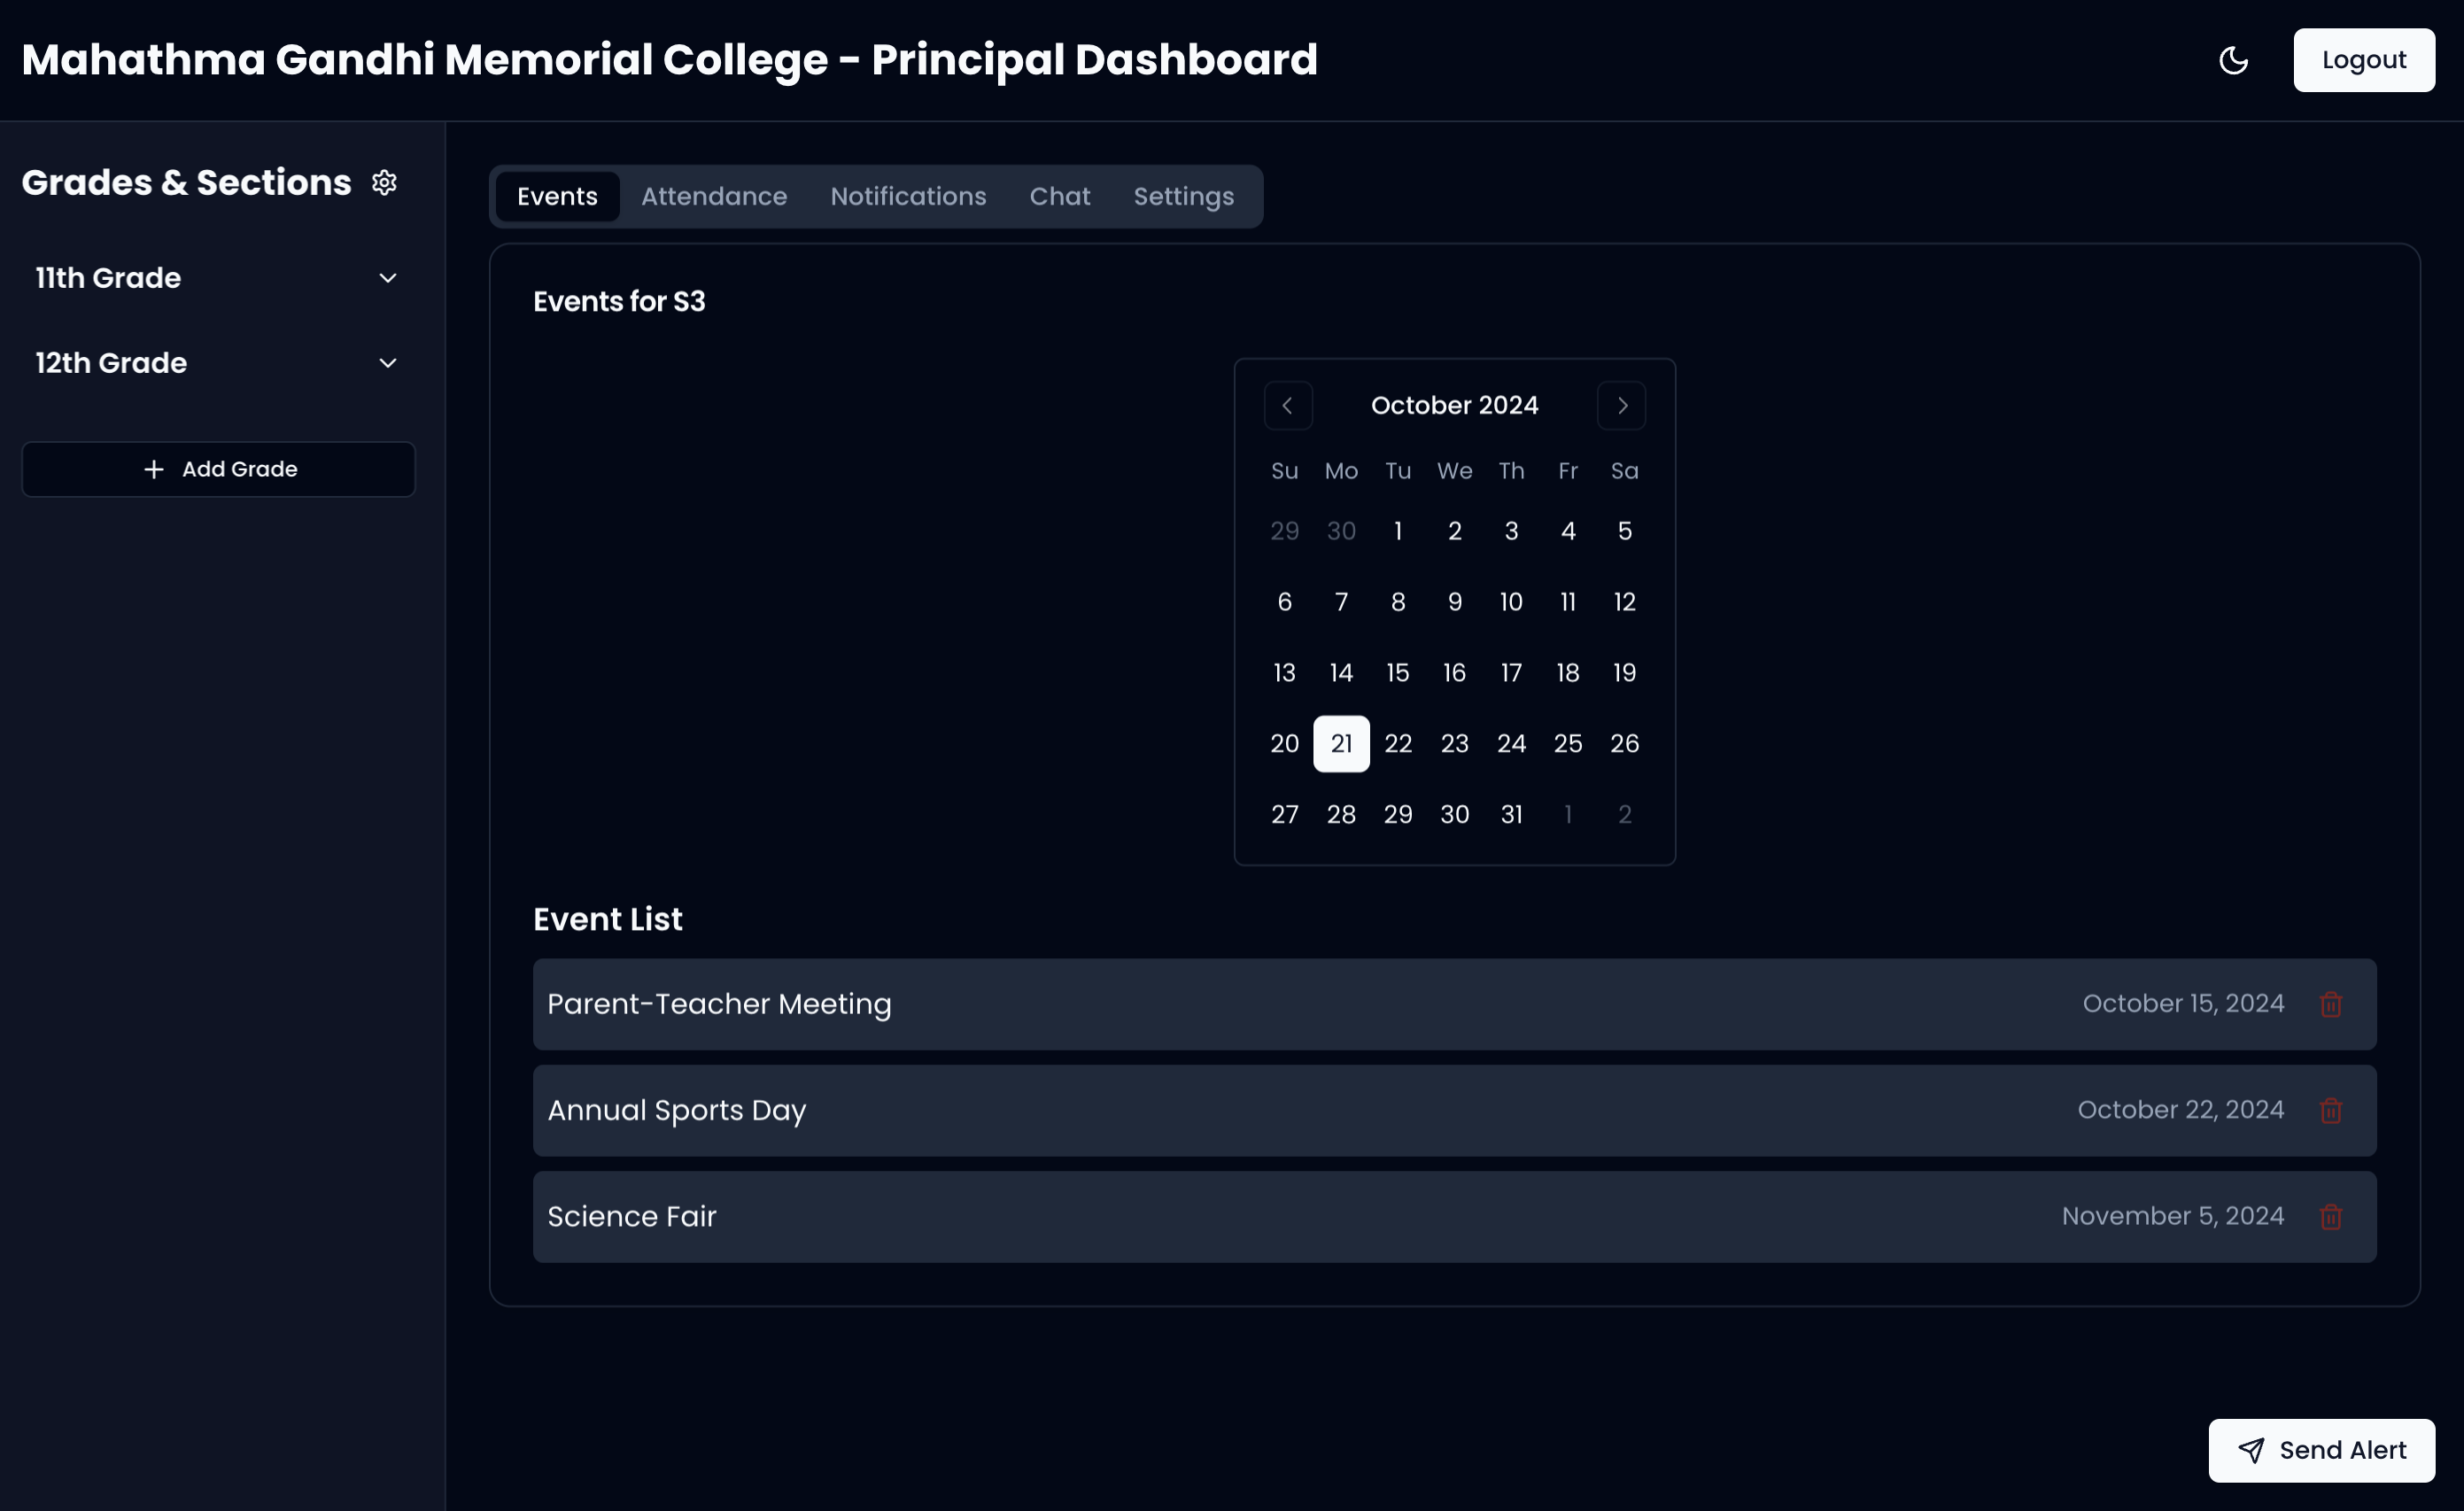 Mahathma Gandhi Memorial College - Principal Dashboard
Logout
Grades & Sections
11th Grade
12th Grade
Add Grade
Events Attendance Notifications Chat Settings
Events for S3
October 2024
Su Mo Tu We Th Fr Sa
29 30 1 2 3 4 5
6 7 8 9 10 11 12
13 14 15 16 17 18 19
20 21 22 23 24 25 26
27 28 29 30 31 1 2
Event List
Parent-Teacher Meeting October 15, 2024
Annual Sports Day October 22, 2024
Science Fair November 5, 2024
Send Alert